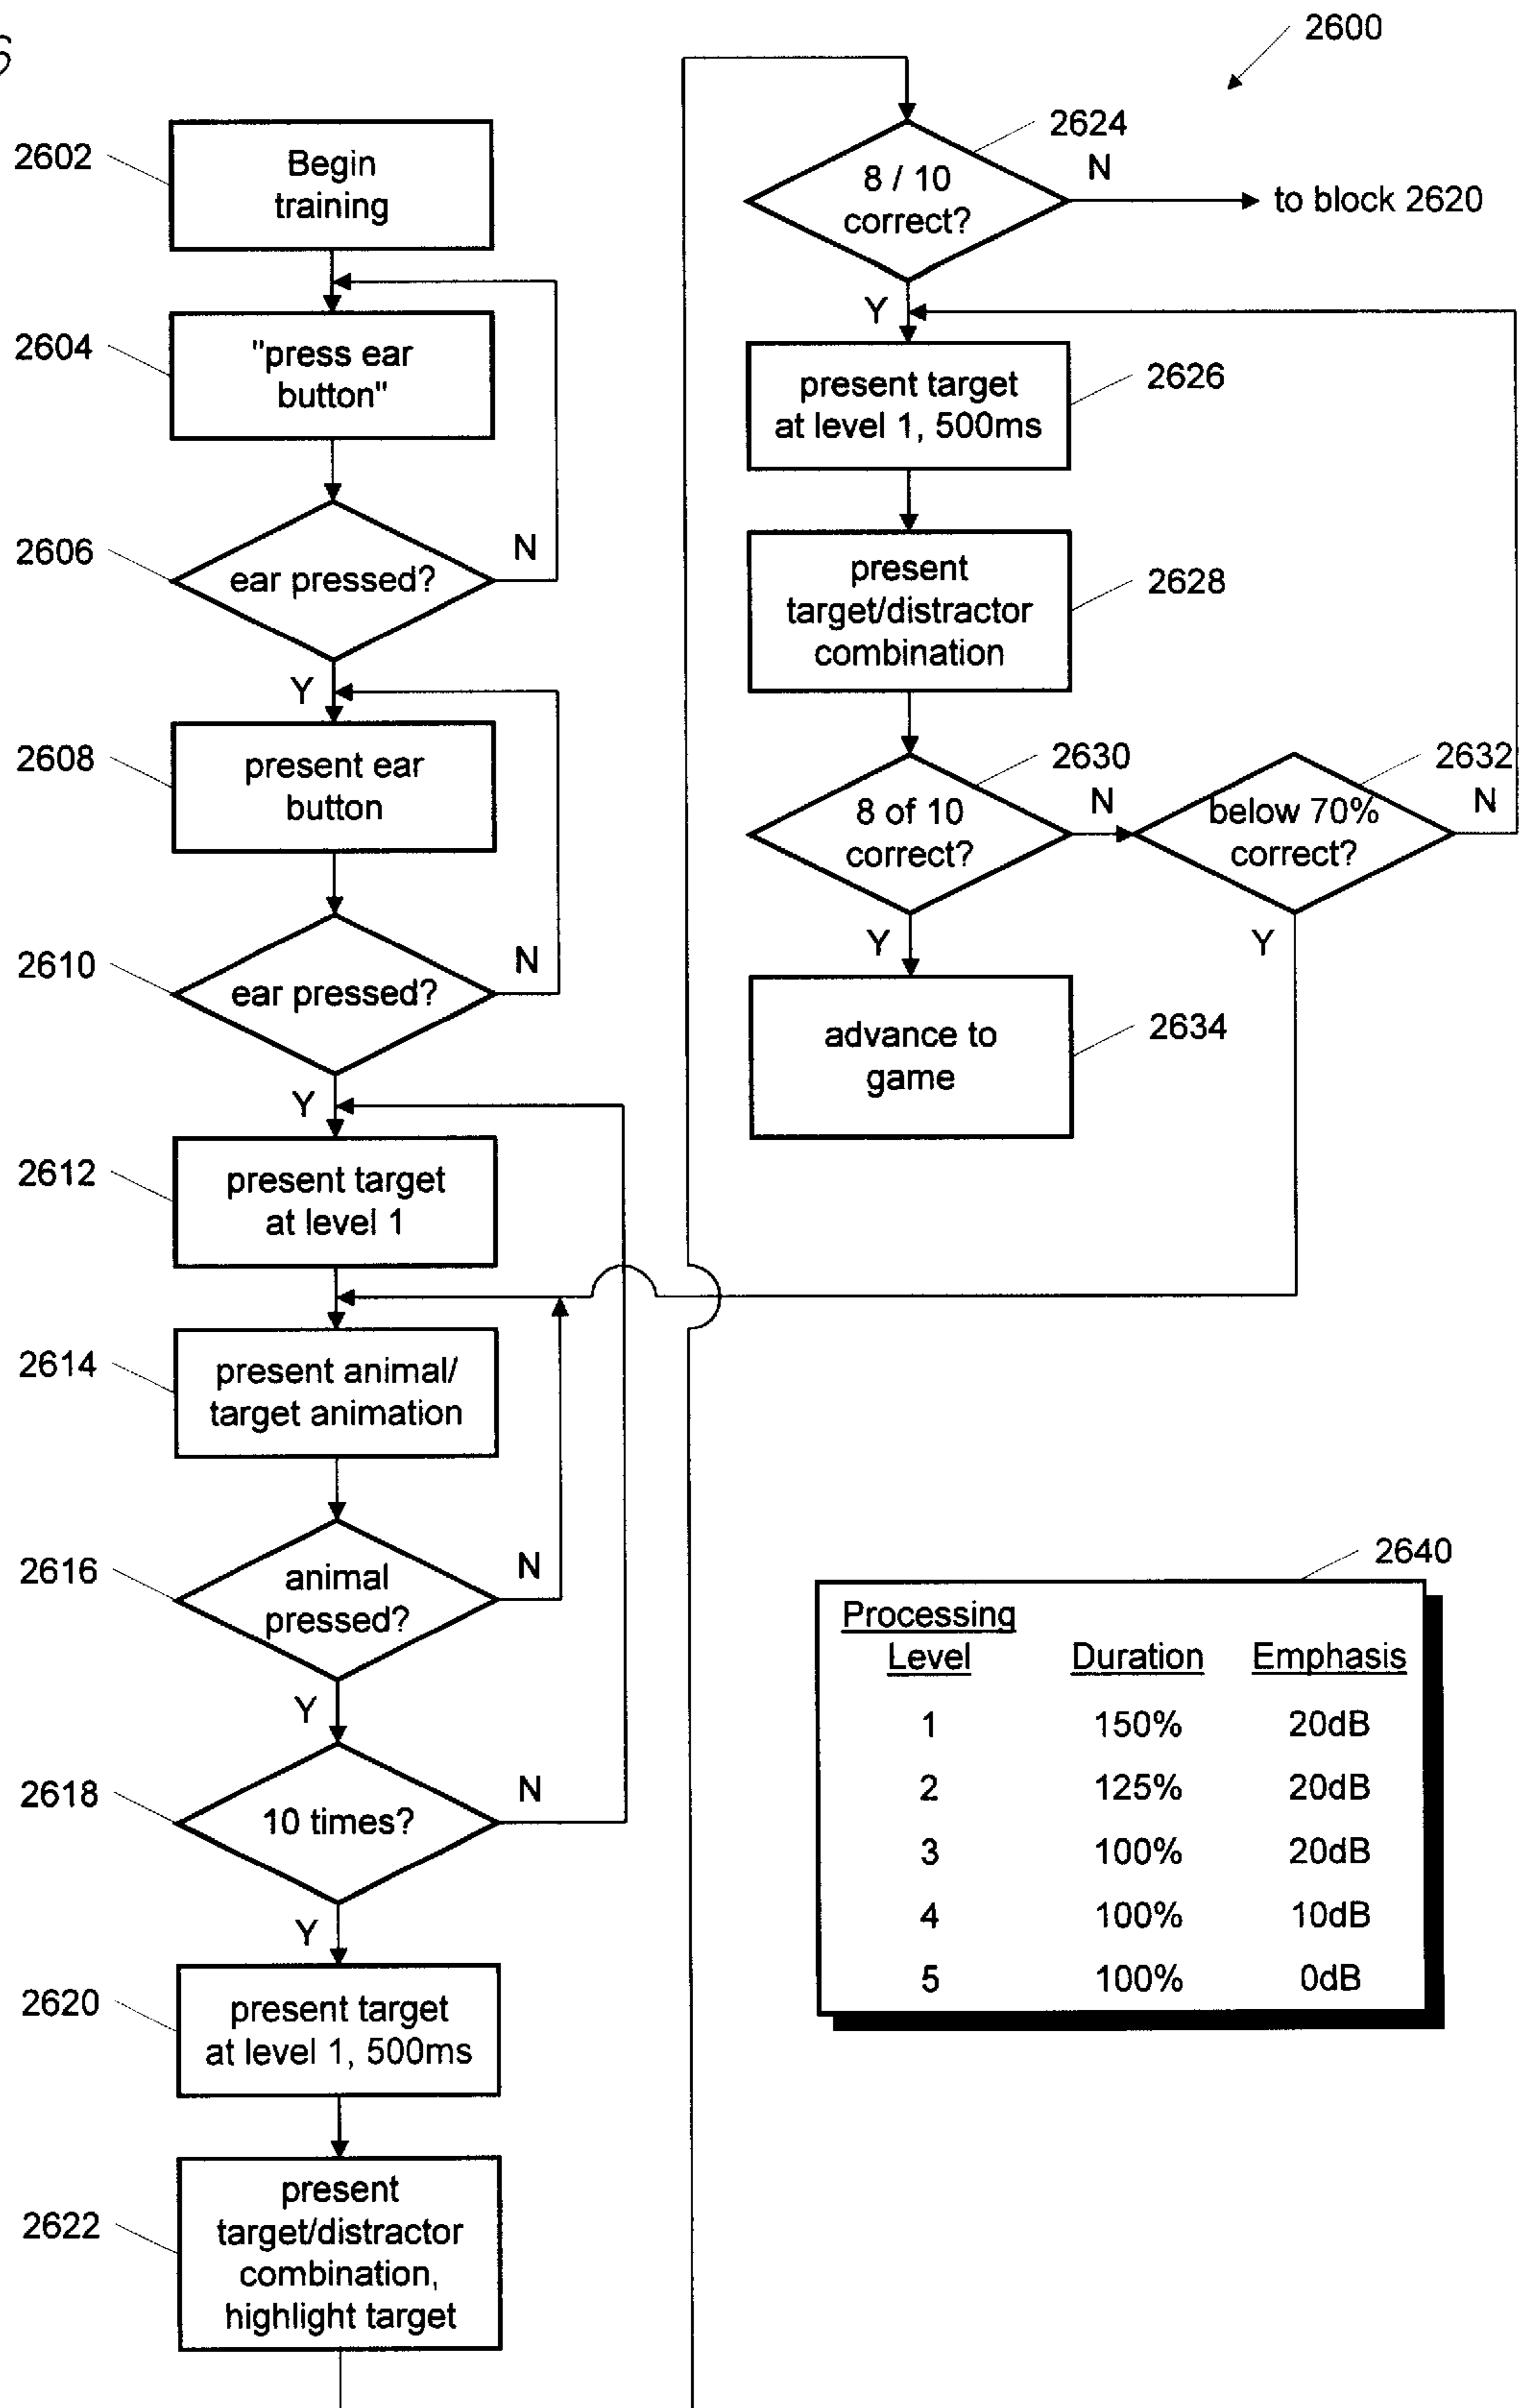 6
2602
Begin
training
2604
"press ear
button"
2606
ear pressed?
N
Y
2608
present ear
button
2610
ear pressed?
N
Y
2612
present target
at level 1
2614
present animal/
target animation
2616
animal
pressed?
N
Y
2618
10 times?
N
Y
2620
present target
at level 1, 500ms
2622
present
target/distractor
combination,
highlight target
2600
2624
8 / 10
correct?
N
to block 2620
Y
2626
present target
at level 1, 500ms
2628
present
target/distractor
combination
2630
8 of 10
correct?
N
2632
below 70%
correct?
N
Y
Y
2634
advance to
game
2640
Processing
Level Duration Emphasis
1 150% 20dB
2 125% 20dB
3 100% 20dB
4 100% 10dB
5 100% 0dB